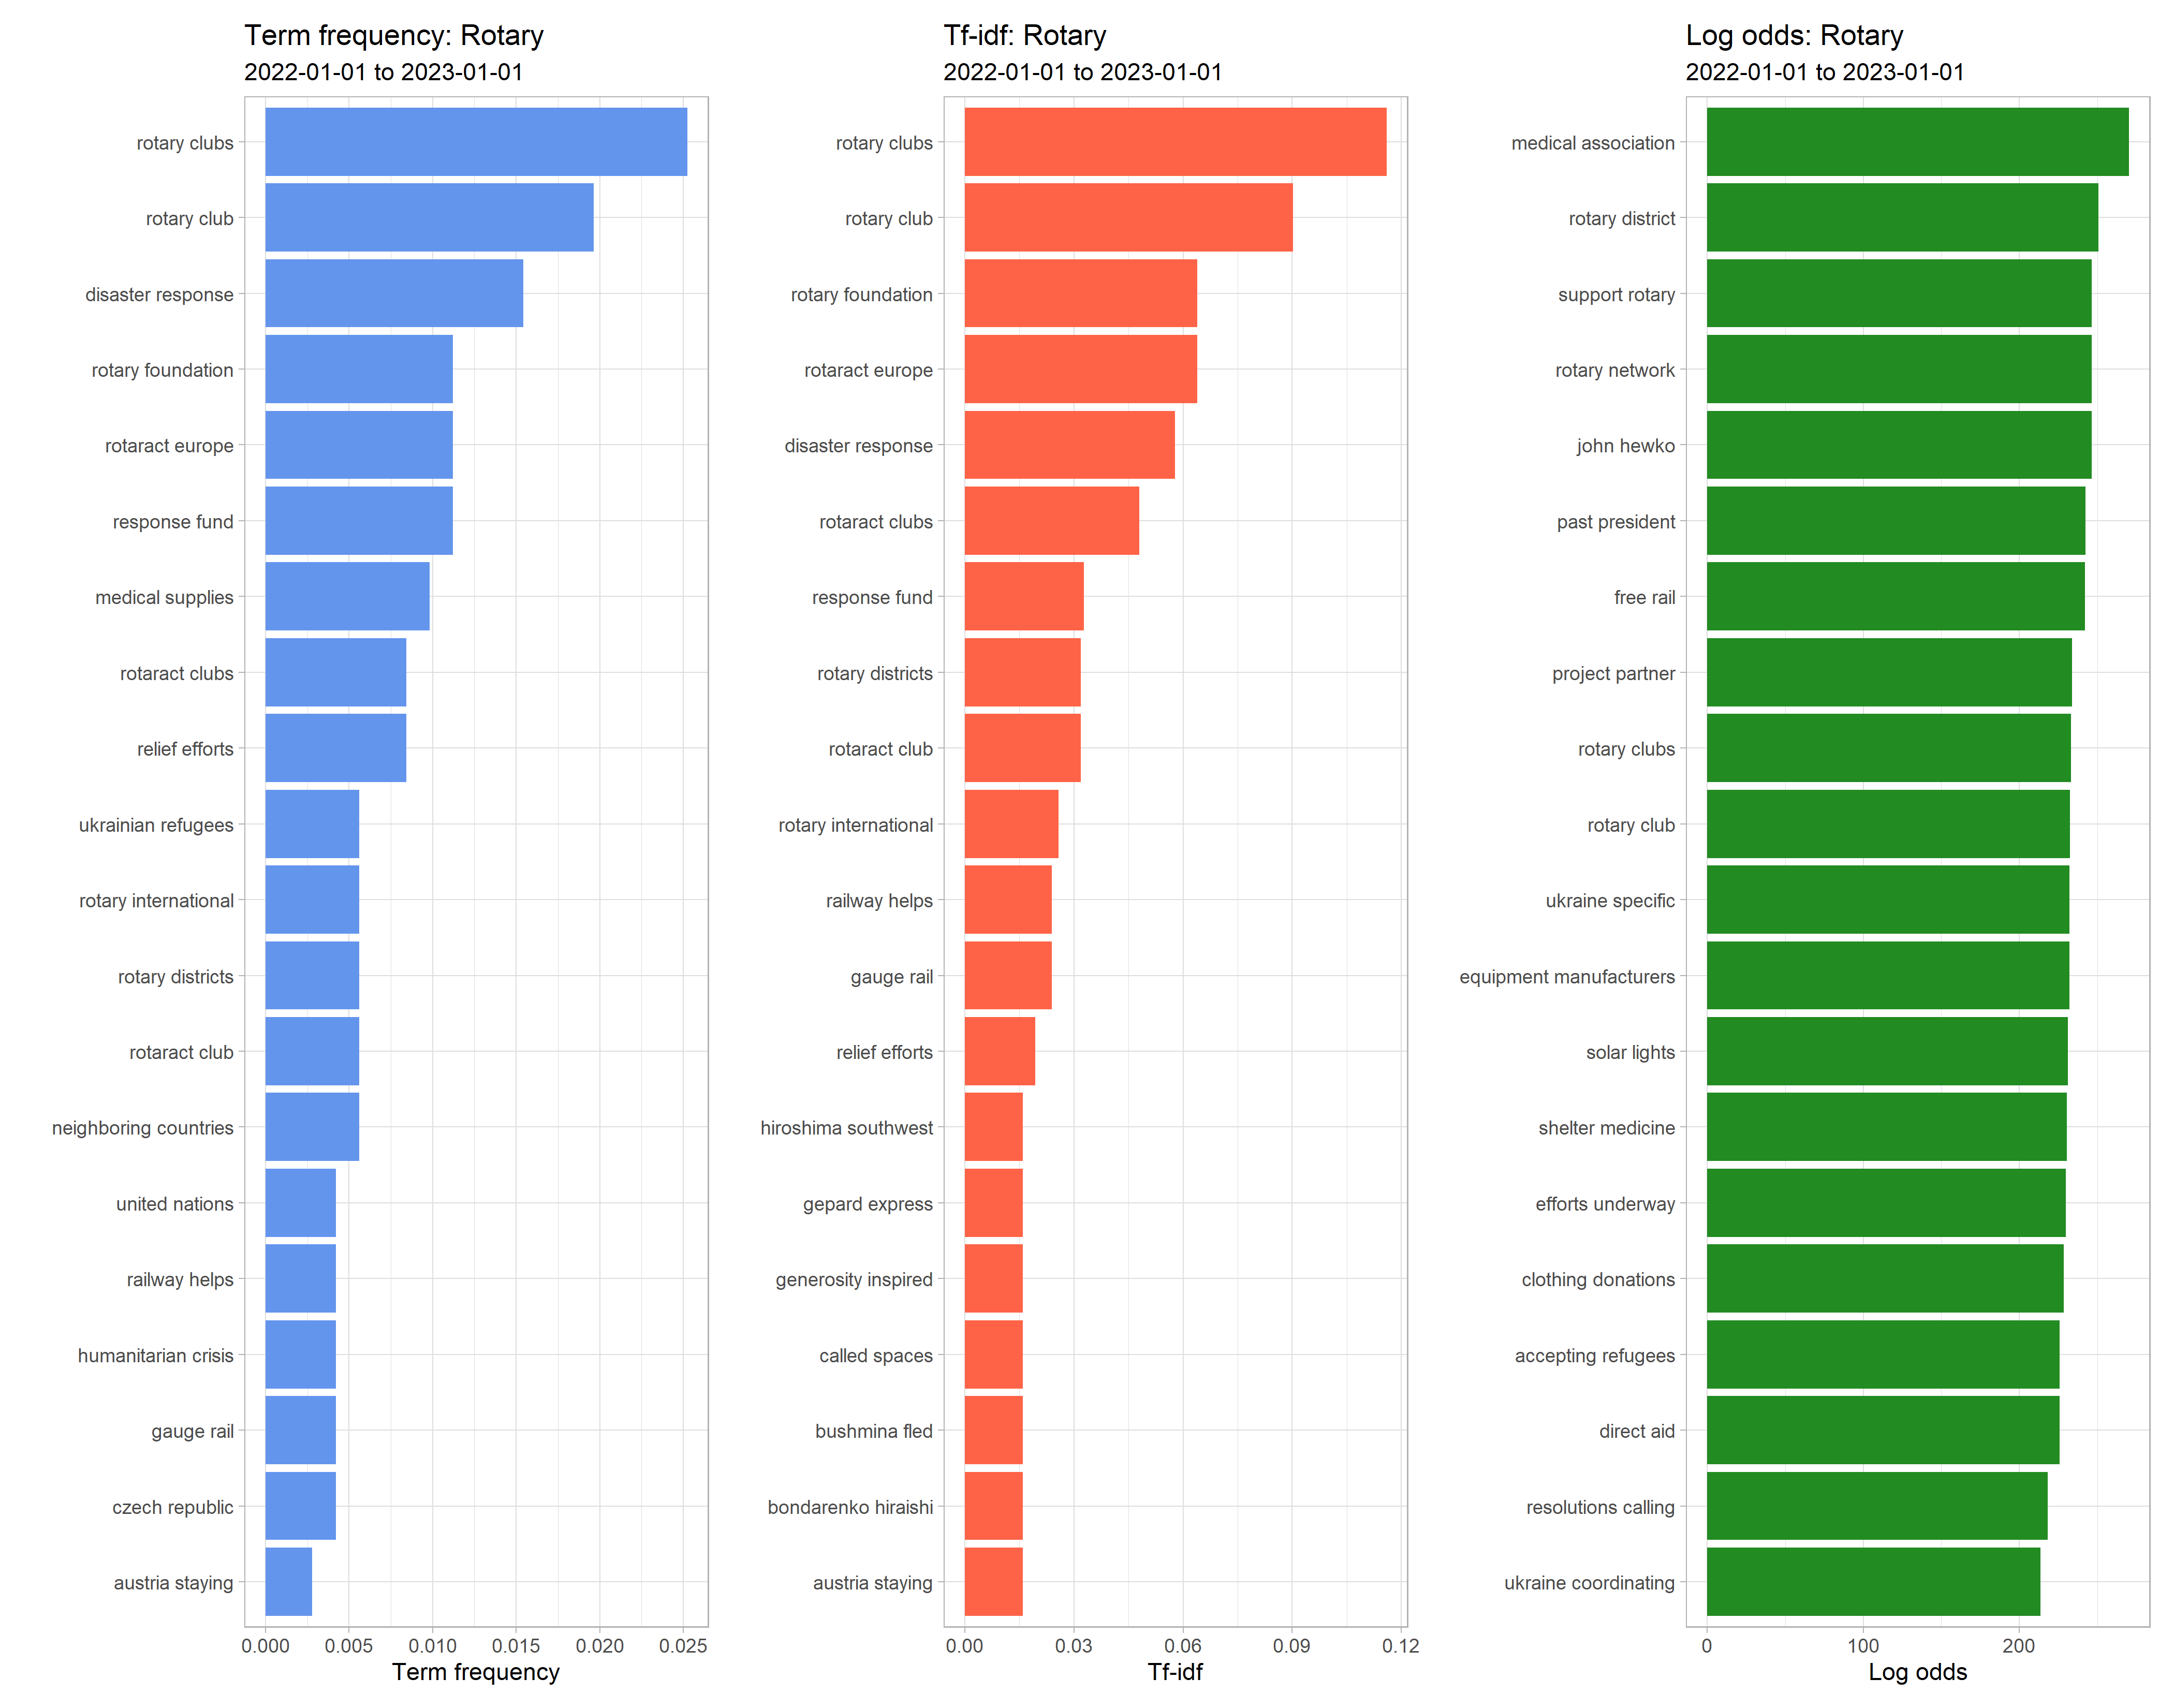 Term frequency: Rotary
2022-01-01 to 2023-01-01
rotary clubs
rotary club
disaster response
rotary foundation
rotaract europe
response fund
medical supplies
rotaract clubs
relief efforts
ukrainian refugees
rotary international
rotary districts
rotaract club
neighboring countries
united nations
railway helps
humanitarian crisis
gauge rail
czech republic
austria staying
0.000 0.005 0.010 0.015 0.020 0.025
Term frequency
Tf-idf: Rotary
2022-01-01 to 2023-01-01
rotary clubs
rotary club
rotary foundation
rotaract europe
disaster response
rotaract clubs
response fund
rotary districts
rotaract club
rotary international
railway helps
gauge rail
relief efforts
hiroshima southwest
gepard express
generosity inspired
called spaces
bushmina fled
bondarenko hiraishi
austria staying
0.00 0.03 0.06 0.09 0.12
Tf-idf
Log odds: Rotary
2022-01-01 to 2023-01-01
medical association
rotary district
support rotary
rotary network
john hewko
past president
free rail
project partner
rotary clubs
rotary club
ukraine specific
equipment manufacturers
solar lights
shelter medicine
efforts underway
clothing donations
accepting refugees
direct aid
resolutions calling
ukraine coordinating
0 100 200
Log odds